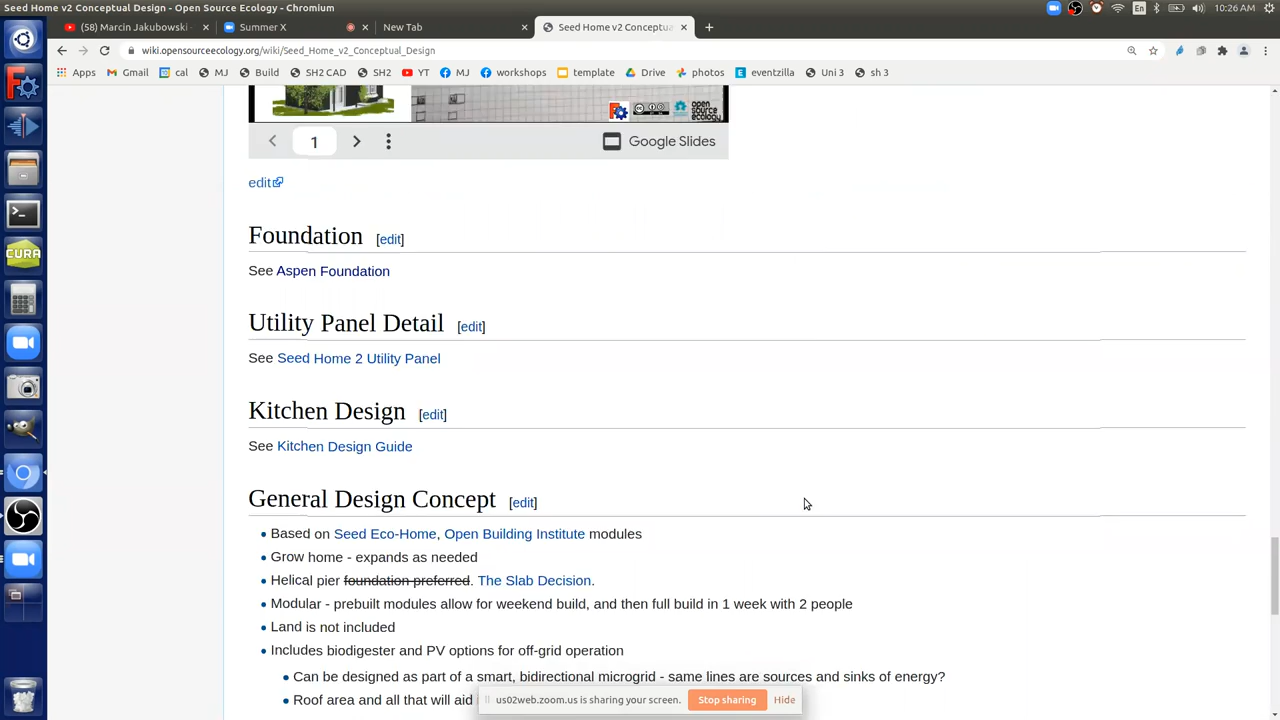 Seed Home v2 Conceptual Design - Open Source Ecology - Chromium
En
10:26 AM
(58) Marcin Jakubowski
Summer X
New Tab
Seed Home v2 Conceptua
wiki.opensourceecology.org/wiki/Seed_Home_v2_Conceptual_Design
Apps Gmail cal MJ Build SH2 CAD SH2 YT MJ workshops template Drive photos eventzilla Uni 3 sh 3
open source ecology
1
Google Slides
edit
Foundation [edit]
See Aspen Foundation
Utility Panel Detail [edit]
See Seed Home 2 Utility Panel
Kitchen Design [edit]
See Kitchen Design Guide
General Design Concept [edit]
Based on Seed Eco-Home, Open Building Institute modules
Grow home - expands as needed
Helical pier foundation preferred. The Slab Decision.
Modular - prebuilt modules allow for weekend build, and then full build in 1 week with 2 people
Land is not included
Includes biodigester and PV options for off-grid operation
Can be designed as part of a smart, bidirectional microgrid - same lines are sources and sinks of energy?
Roof area and all that will aid
us02web.zoom.us is sharing your screen. Stop sharing Hide
CURA